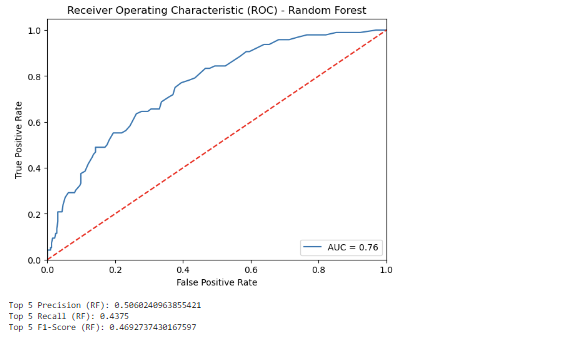 Receiver Operating Characteristic (ROC) - Random Forest
1.0
0.8
0.6
0.4
0.2
0.0
True Positive Rate
AUC = 0.76
0.0 0.2 0.4 0.6 0.8 1.0
False Positive Rate
Top 5 Precision (RF): 0.5060240963855421
Top 5 Recall (RF): 0.4375
Top 5 F1-Score (RF): 0.4692737430167597